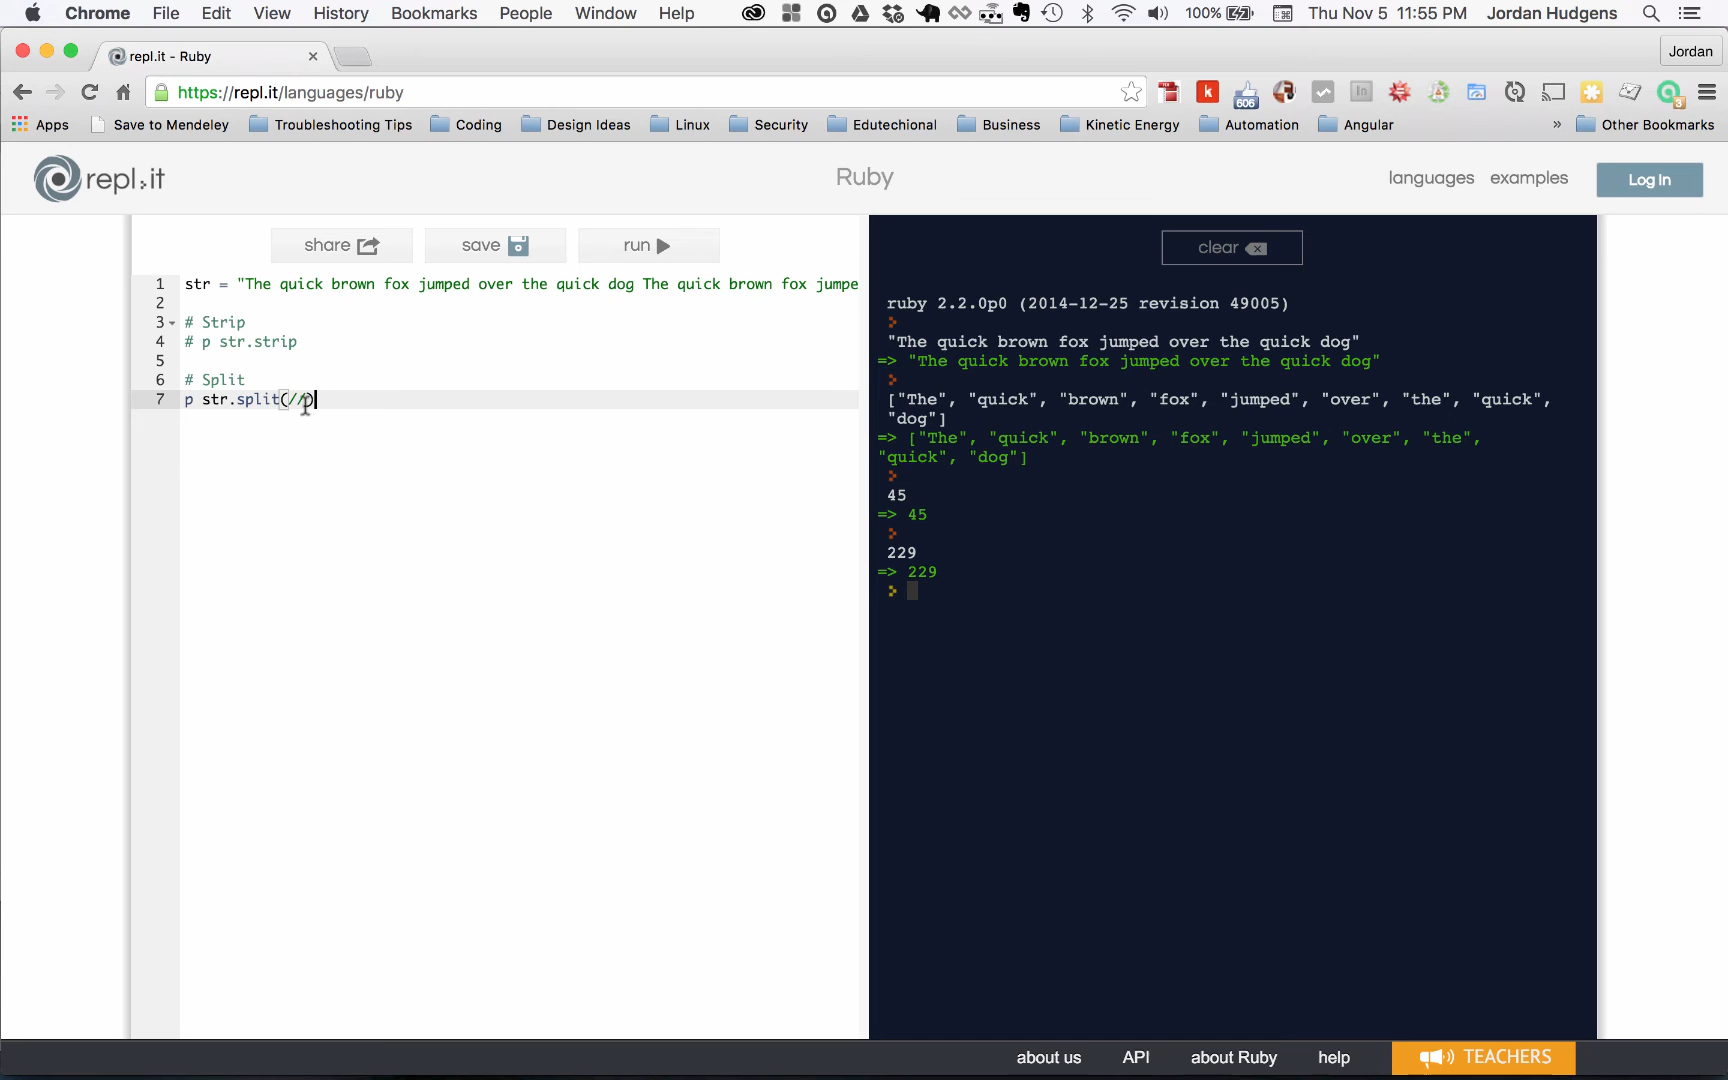 Chrome File Edit View History Bookmarks People Window Help 100% Thu Nov 5 11:55 PM Jordan Hudgens
repl.it - Ruby
Jordan
https://repl.it/languages/ruby
606
k
In
3
Apps Save to Mendeley Troubleshooting Tips Coding Design Ideas Linux Security Edutechional Business Kinetic Energy Automation Angular » Other Bookmarks
repl.it Ruby languages examples Log In
share save run clear
1 str = "The quick brown fox jumped over the quick dog The quick brown fox jumpe
2
3 # Strip
4 # p str.strip
5
6 # Split
7 p str.split(//)
ruby 2.2.0p0 (2014-12-25 revision 49005)
"The quick brown fox jumped over the quick dog"
=> "The quick brown fox jumped over the quick dog"
["The", "quick", "brown", "fox", "jumped", "over", "the", "quick",
"dog"]
=> ["The", "quick", "brown", "fox", "jumped", "over", "the",
"quick", "dog"]
45
=> 45
229
=> 229
about us API about Ruby help TEACHERS